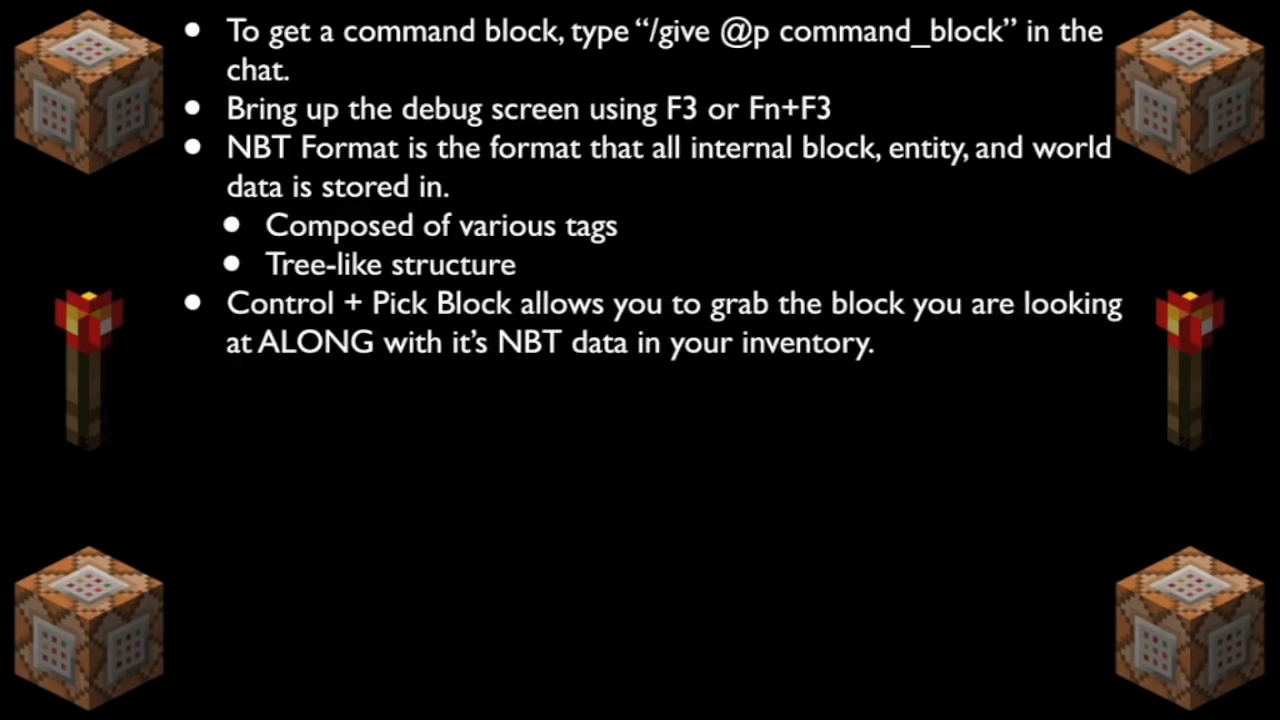 • To get a command block, type “/give @p command_block” in the
chat.
• Bring up the debug screen using F3 or Fn+F3
• NBT Format is the format that all internal block, entity, and world
data is stored in.
• Composed of various tags
• Tree-like structure
• Control + Pick Block allows you to grab the block you are looking
at ALONG with it’s NBT data in your inventory.